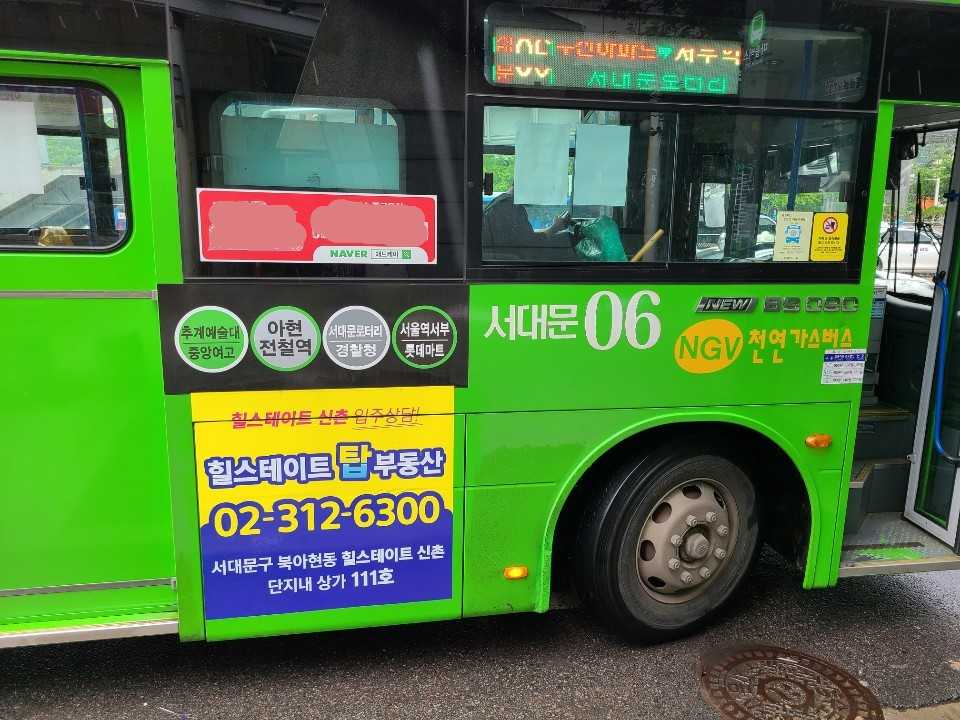 서대문로터리
NAVER
추계예술대
중앙여고
아현
전철역
서대문로터리
경찰청
서울역서부
롯데마트
서대문 06
NEW
NGV 천연가스버스
힐스테이트 신촌 입주상담!
힐스테이트 탑 부동산
02-312-6300
서대문구 북아현동 힐스테이트 신촌
단지내 상가 111호